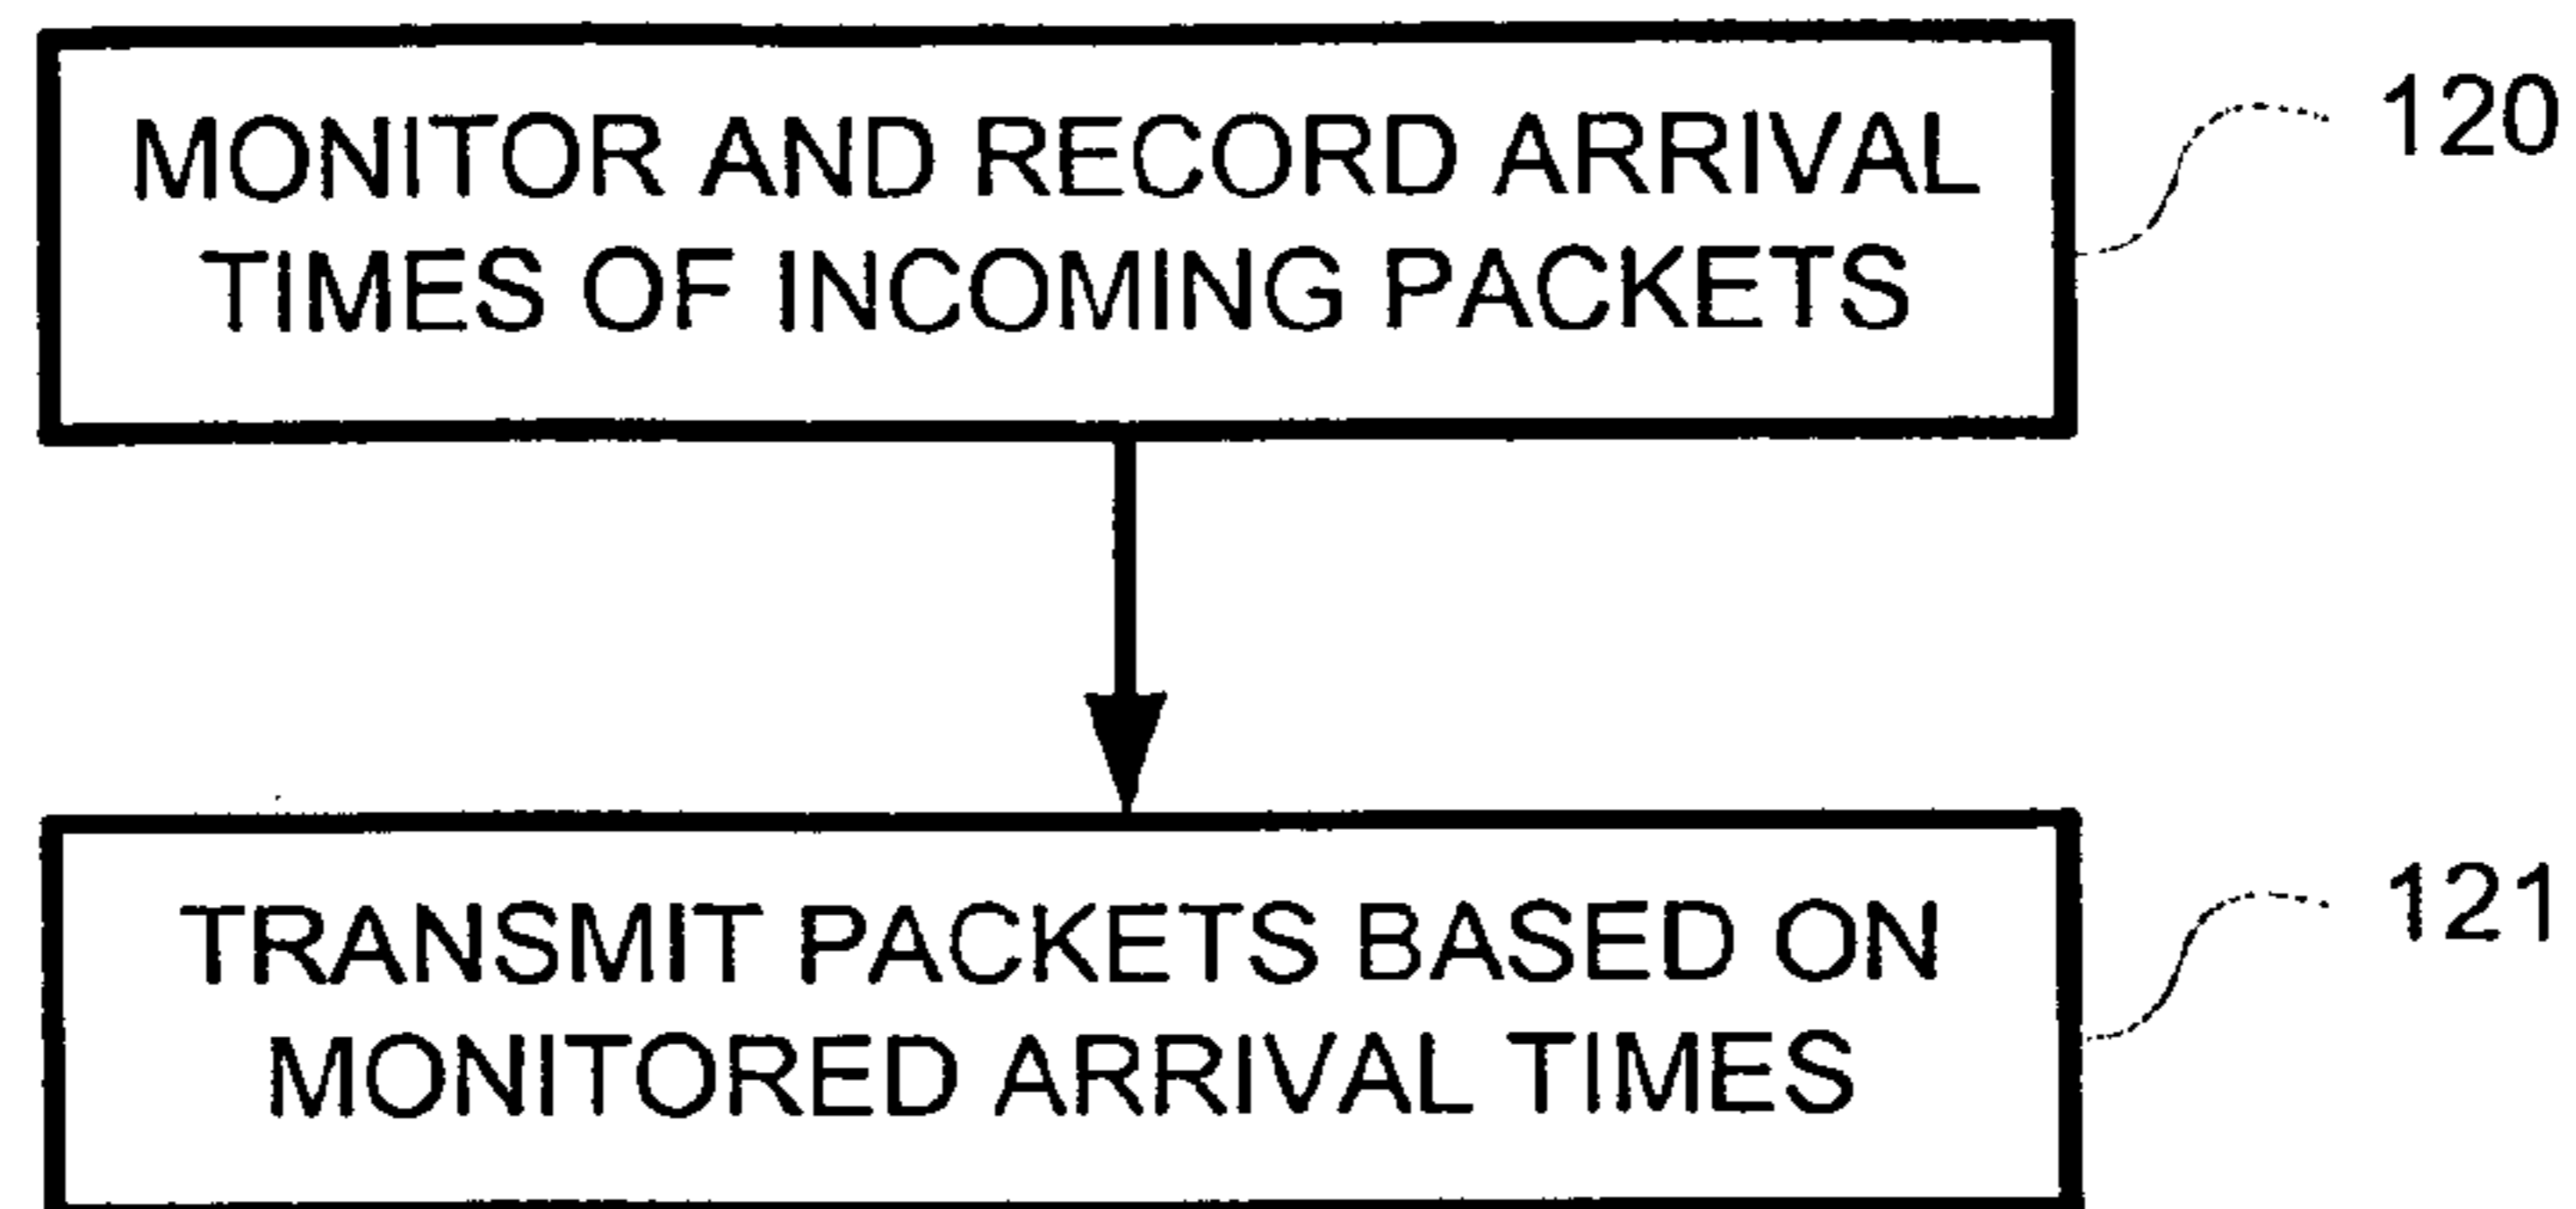 MONITOR AND RECORD ARRIVAL
TIMES OF INCOMING PACKETS
120
TRANSMIT PACKETS BASED ON
MONITORED ARRIVAL TIMES
121